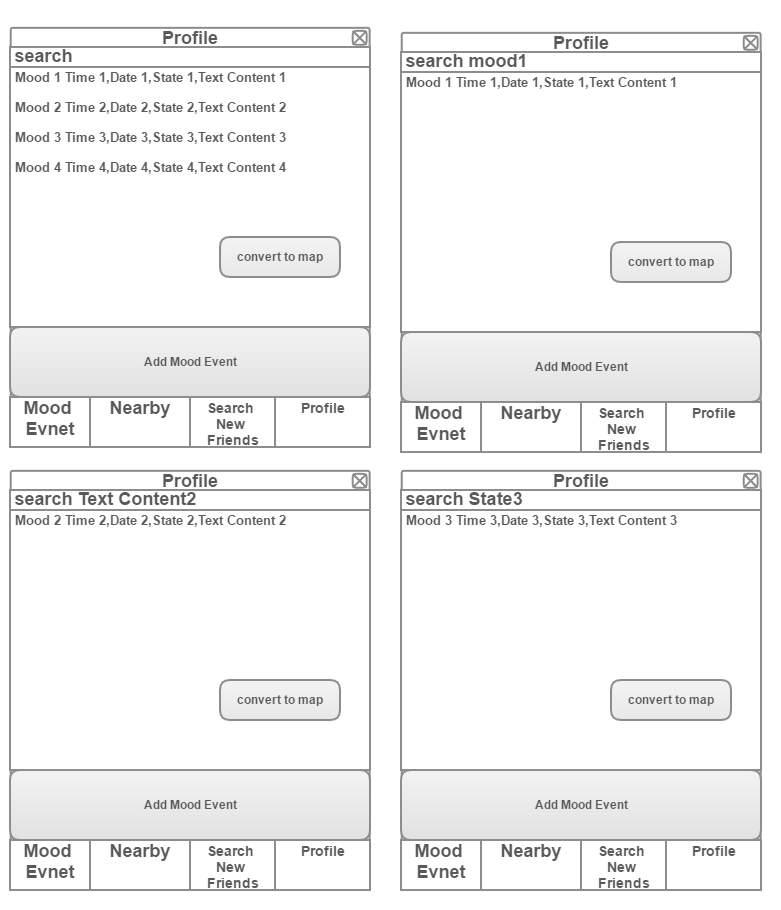 Profile
search
Mood 1 Time 1,Date 1,State 1,Text Content 1
Mood 2 Time 2,Date 2,State 2,Text Content 2
Mood 3 Time 3,Date 3,State 3,Text Content 3
Mood 4 Time 4,Date 4,State 4,Text Content 4
convert to map
Add Mood Event
Mood
Evnet
Nearby
Search
New
Friends
Profile
Profile
search mood1
Mood 1 Time 1,Date 1,State 1,Text Content 1
convert to map
Add Mood Event
Mood
Evnet
Nearby
Search
New
Friends
Profile
Profile
search Text Content2
Mood 2 Time 2,Date 2,State 2,Text Content 2
convert to map
Add Mood Event
Mood
Evnet
Nearby
Search
New
Friends
Profile
Profile
search State3
Mood 3 Time 3,Date 3,State 3,Text Content 3
convert to map
Add Mood Event
Mood
Evnet
Nearby
Search
New
Friends
Profile